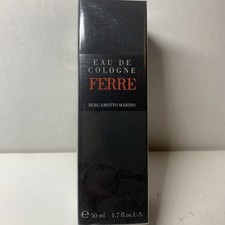 EAU DE
COLOGNE
FERRE
BERGAMOTTO MARINO
e 50 ml 1.7 fl.oz.U.S.